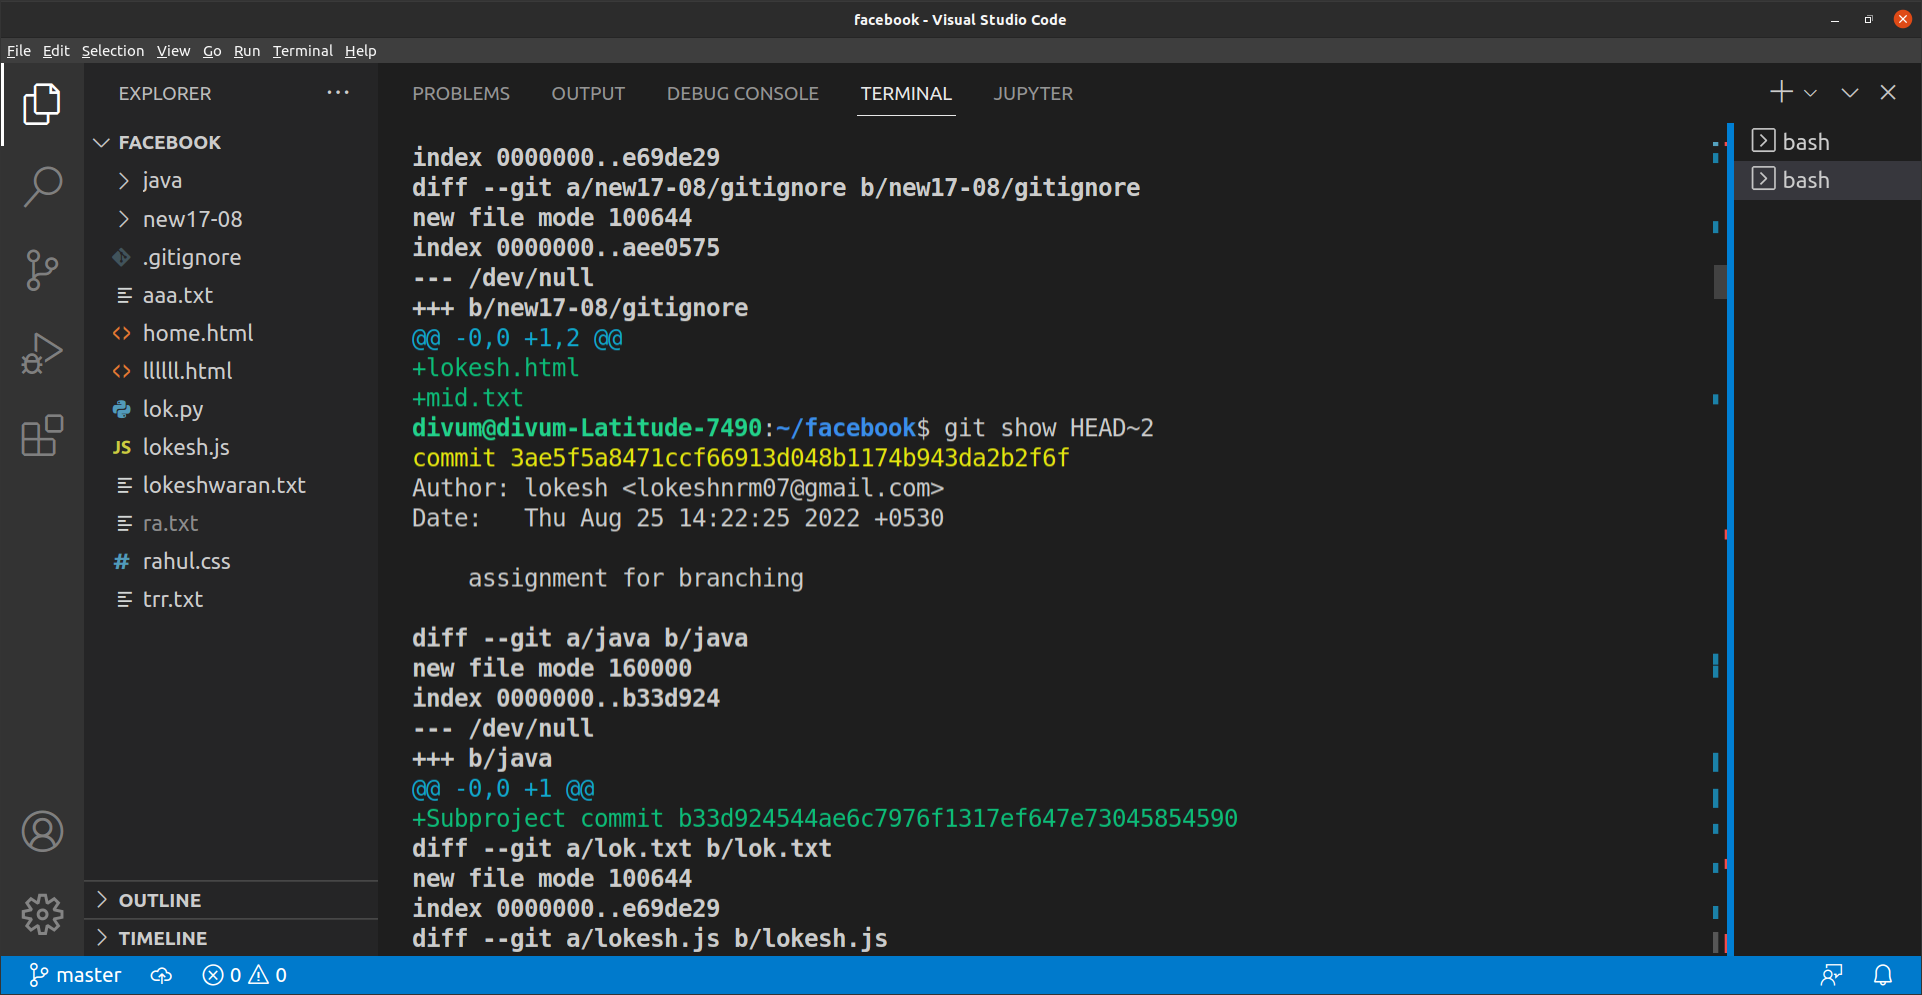 facebook - Visual Studio Code
File Edit Selection View Go Run Terminal Help
EXPLORER
FACEBOOK
java
new17-08
.gitignore
aaa.txt
home.html
llllll.html
lok.py
JS lokesh.js
lokeshwaran.txt
ra.txt
# rahul.css
trr.txt
OUTLINE
TIMELINE
PROBLEMS OUTPUT DEBUG CONSOLE TERMINAL JUPYTER
index 0000000..e69de29
diff --git a/new17-08/gitignore b/new17-08/gitignore
new file mode 100644
index 0000000..aee0575
--- /dev/null
+++ b/new17-08/gitignore
@@ -0,0 +1,2 @@
+lokesh.html
+mid.txt
divum@divum-Latitude-7490:~/facebook$ git show HEAD~2
commit 3ae5f5a8471ccf66913d048b1174b943da2b2f6f
Author: lokesh <lokeshnrm07@gmail.com>
Date:   Thu Aug 25 14:22:25 2022 +0530
assignment for branching
diff --git a/java b/java
new file mode 160000
index 0000000..b33d924
--- /dev/null
+++ b/java
@@ -0,0 +1 @@
+Subproject commit b33d924544ae6c7976f1317ef647e73045854590
diff --git a/lok.txt b/lok.txt
new file mode 100644
index 0000000..e69de29
diff --git a/lokesh.js b/lokesh.js
bash
bash
master 0 0